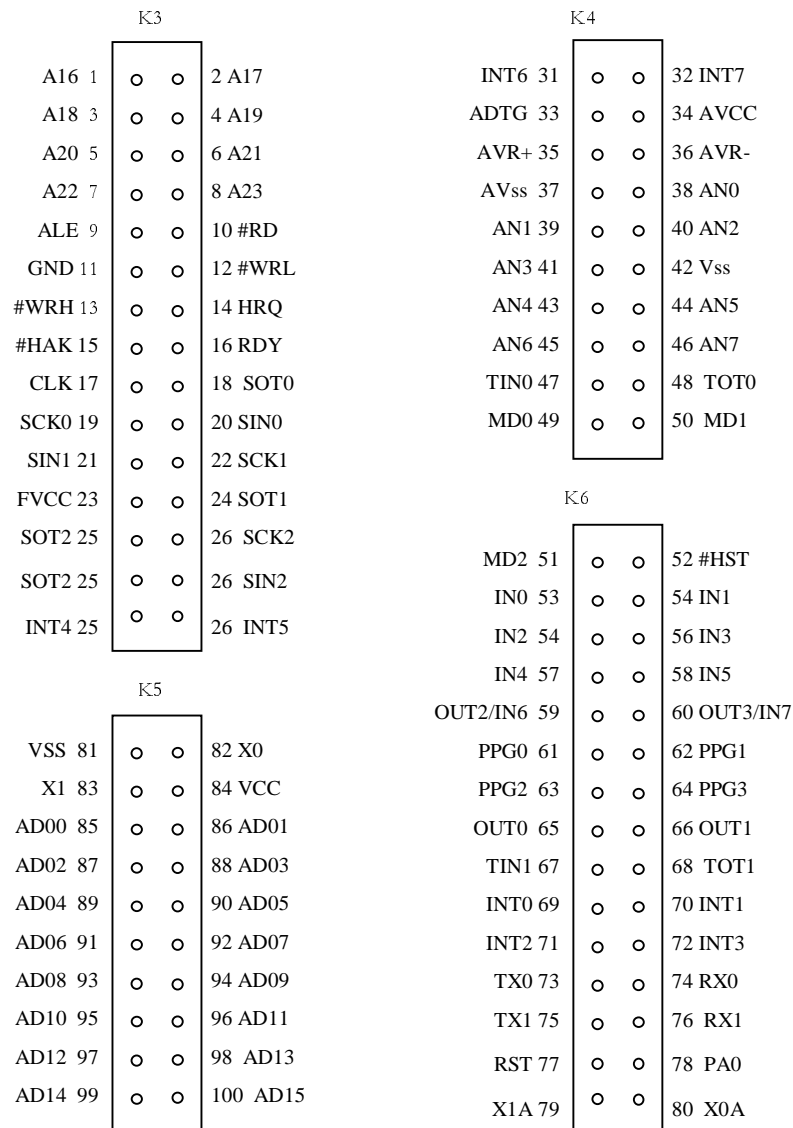 K3
A16 1 2 A17
A18 3 4 A19
A20 5 6 A21
A22 7 8 A23
ALE 9 10 #RD
GND 11 12 #WRL
#WRH 13 14 HRQ
#HAK 15 16 RDY
CLK 17 18 SOT0
SCK0 19 20 SIN0
SIN1 21 22 SCK1
FVCC 23 24 SOT1
SOT2 25 26 SCK2
SOT2 25 26 SIN2
INT4 25 26 INT5
K4
INT6 31 32 INT7
ADTG 33 34 AVCC
AVR+ 35 36 AVR-
AVss 37 38 AN0
AN1 39 40 AN2
AN3 41 42 Vss
AN4 43 44 AN5
AN6 45 46 AN7
TIN0 47 48 TOT0
MD0 49 50 MD1
K5
VSS 81 82 X0
X1 83 84 VCC
AD00 85 86 AD01
AD02 87 88 AD03
AD04 89 90 AD05
AD06 91 92 AD07
AD08 93 94 AD09
AD10 95 96 AD11
AD12 97 98 AD13
AD14 99 100 AD15
K6
MD2 51 52 #HST
IN0 53 54 IN1
IN2 54 56 IN3
IN4 57 58 IN5
OUT2/IN6 59 60 OUT3/IN7
PPG0 61 62 PPG1
PPG2 63 64 PPG3
OUT0 65 66 OUT1
TIN1 67 68 TOT1
INT0 69 70 INT1
INT2 71 72 INT3
TX0 73 74 RX0
TX1 75 76 RX1
RST 77 78 PA0
X1A 79 80 X0A